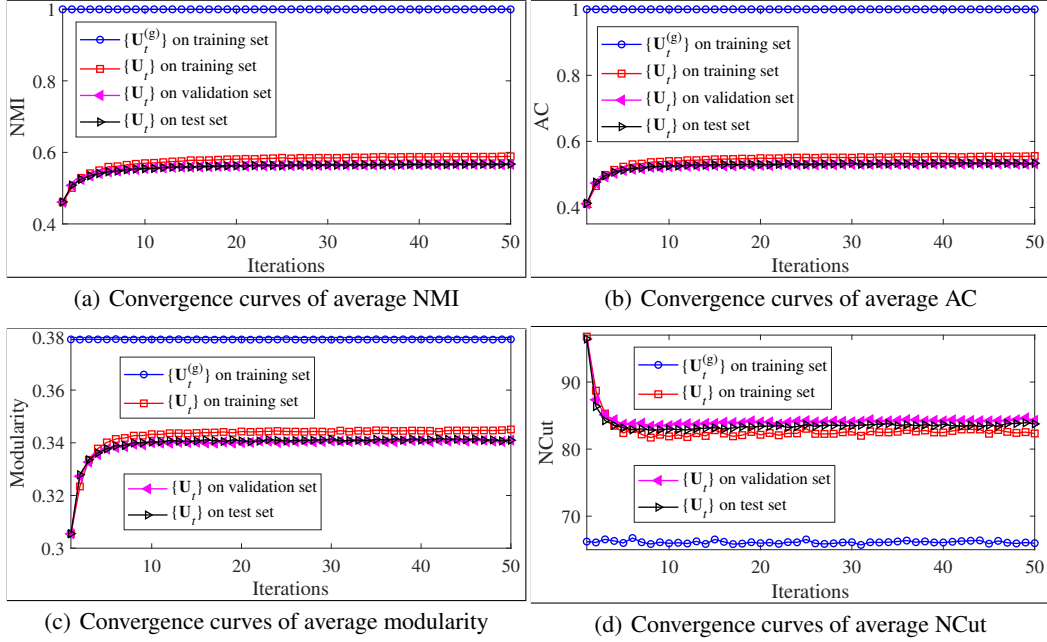 1
0.8
0.6
0.4
NMI
{U_t^(g)} on training set
{U_t} on training set
{U_t} on validation set
{U_t} on test set
10 20 30 40 50
Iterations
(a) Convergence curves of average NMI
1
0.8
0.6
0.4
AC
{U_t^(g)} on training set
{U_t} on training set
{U_t} on validation set
{U_t} on test set
10 20 30 40 50
Iterations
(b) Convergence curves of average AC
0.38
0.36
0.34
0.32
0.3
Modularity
{U_t^(g)} on training set
{U_t} on training set
{U_t} on validation set
{U_t} on test set
10 20 30 40 50
Iterations
(c) Convergence curves of average modularity
90
80
70
NCut
{U_t^(g)} on training set
{U_t} on training set
{U_t} on validation set
{U_t} on test set
10 20 30 40 50
Iterations
(d) Convergence curves of average NCut